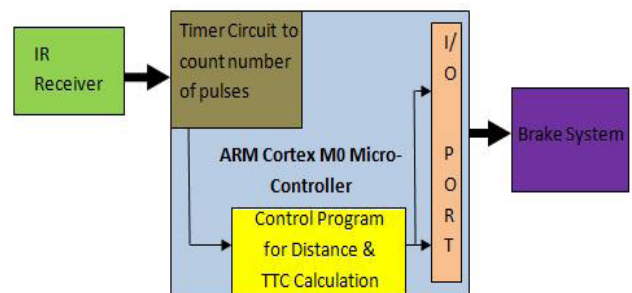 IR
Receiver
Timer Circuit to
count number
of pulses
ARM Cortex M0 Micro-
Controller
Control Program
for Distance &
TTC Calculation
I/
O
P
O
R
T
Brake System